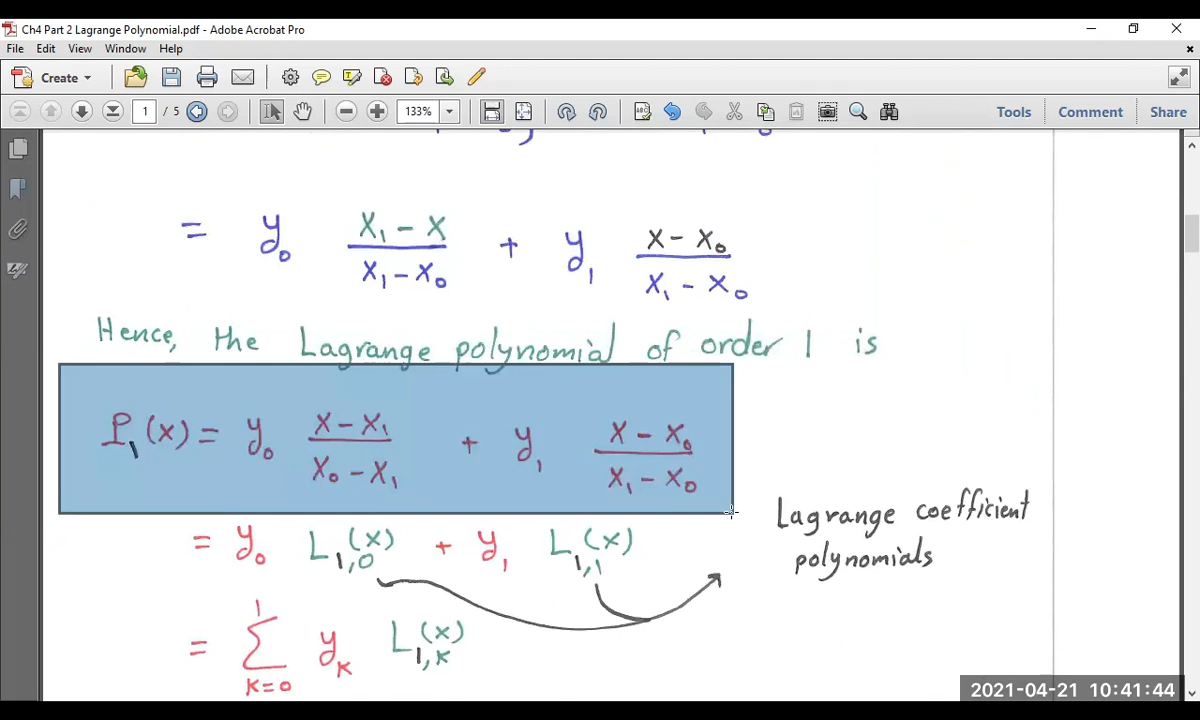 Ch4 Part 2 Lagrange Polynomial.pdf - Adobe Acrobat Pro
File Edit View Window Help
Create
1 / 5 133% Tools Comment Share
= y₀ (x₁ - x)/(x₁ - x₀) + y₁ (x - x₀)/(x₁ - x₀)
Hence, the Lagrange polynomial of order 1 is
P₁(x) = y₀ (x - x₁)/(x₀ - x₁) + y₁ (x - x₀)/(x₁ - x₀)
= y₀ L₁,₀(x) + y₁ L₁,₁(x)
Lagrange coefficient
polynomials
= ∑_{k=0}^{1} y_k L_{1,k}(x)
2021-04-21 10:41:44